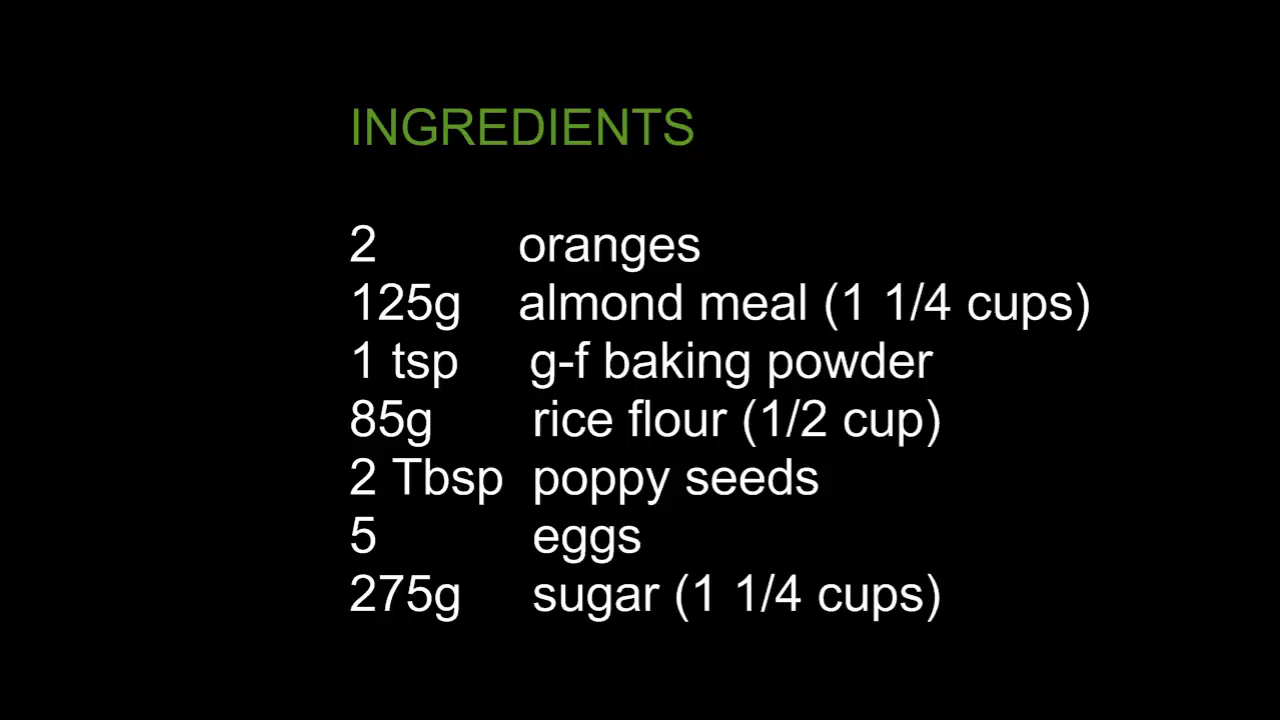 INGREDIENTS
2 oranges
125g almond meal (1 1/4 cups)
1 tsp g-f baking powder
85g rice flour (1/2 cup)
2 Tbsp poppy seeds
5 eggs
275g sugar (1 1/4 cups)